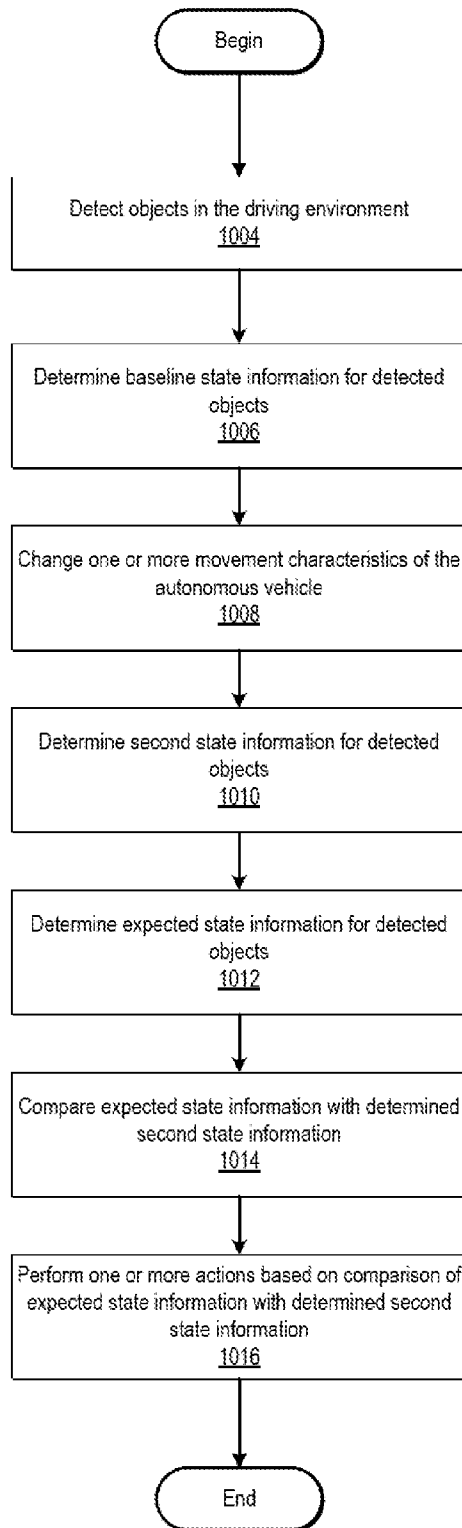 Begin
Detect objects in the driving environment
1004
Determine baseline state information for detected
objects
1006
Change one or more movement characteristics of the
autonomous vehicle
1008
Determine second state information for detected
objects
1010
Determine expected state information for detected
objects
1012
Compare expected state information with determined
second state information
1014
Perform one or more actions based on comparison of
expected state information with determined second
state information
1016
End